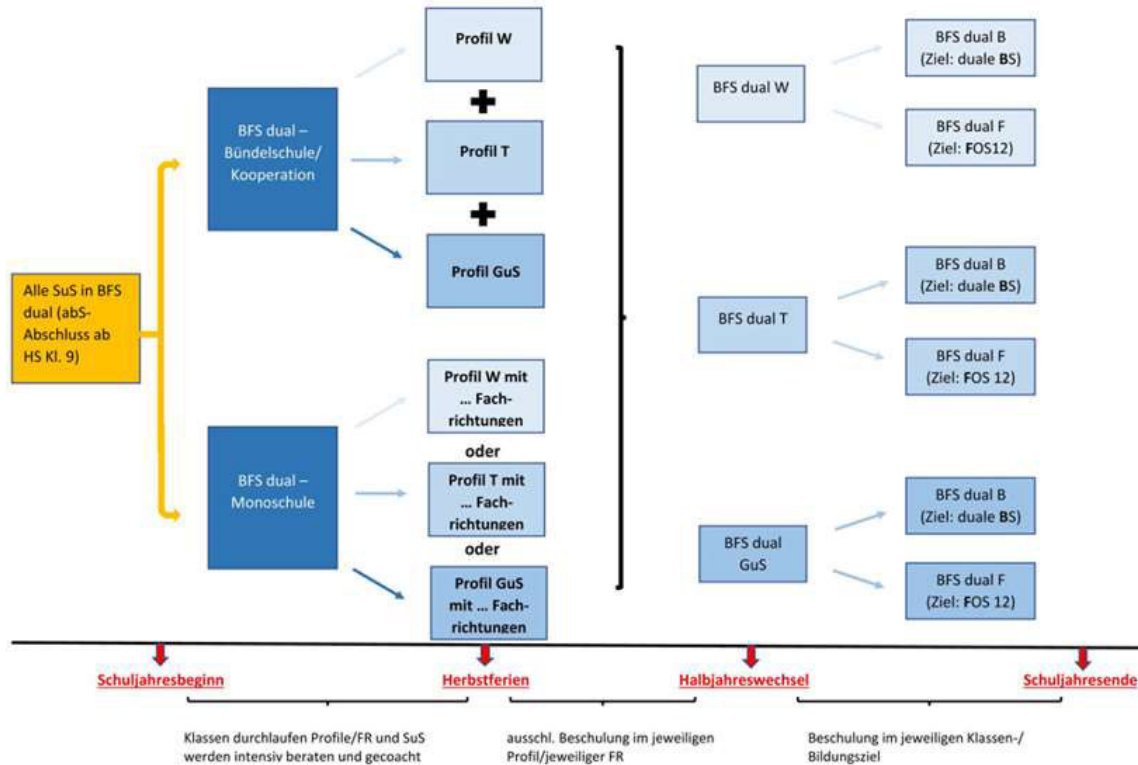 Alle SuS in BFS
dual (abS-
Abschluss ab
HS Kl. 9)
BFS dual –
Bündelschule/
Kooperation
BFS dual –
Monoschule
Profil W
+
Profil T
+
Profil GuS
Profil W mit
... Fach-
richtungen
oder
Profil T mit
... Fach-
richtungen
oder
Profil GuS
mit ... Fach-
richtungen
BFS dual W
BFS dual B
(Ziel: duale BS)
BFS dual F
(Ziel: FOS12)
BFS dual T
BFS dual B
(Ziel: duale BS)
BFS dual F
(Ziel: FOS 12)
BFS dual
GuS
BFS dual B
(Ziel: duale BS)
BFS dual F
(Ziel: FOS 12)
Schuljahresbeginn
Herbstferien
Halbjahreswechsel
Schuljahresende
Klassen durchlaufen Profile/FR und SuS
werden intensiv beraten und gecoacht
ausschl. Beschulung im jeweiligen
Profil/jeweiliger FR
Beschulung im jeweiligen Klassen-/
Bildungsziel